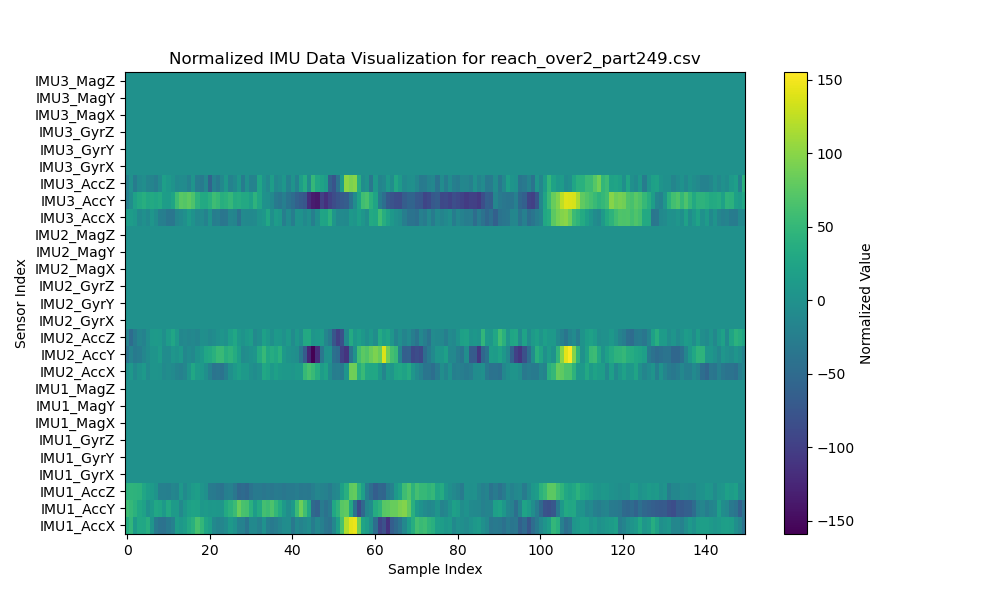 Normalized IMU Data Visualization for reach_over2_part249.csv
IMU3_MagZ
IMU3_MagY
IMU3_MagX
IMU3_GyrZ
IMU3_GyrY
IMU3_GyrX
IMU3_AccZ
IMU3_AccY
IMU3_AccX
IMU2_MagZ
IMU2_MagY
IMU2_MagX
IMU2_GyrZ
IMU2_GyrY
IMU2_GyrX
IMU2_AccZ
IMU2_AccY
IMU2_AccX
IMU1_MagZ
IMU1_MagY
IMU1_MagX
IMU1_GyrZ
IMU1_GyrY
IMU1_GyrX
IMU1_AccZ
IMU1_AccY
IMU1_AccX
Sensor Index
0 20 40 60 80 100 120 140
Sample Index
150
100
50
0
−50
−100
−150
Normalized Value